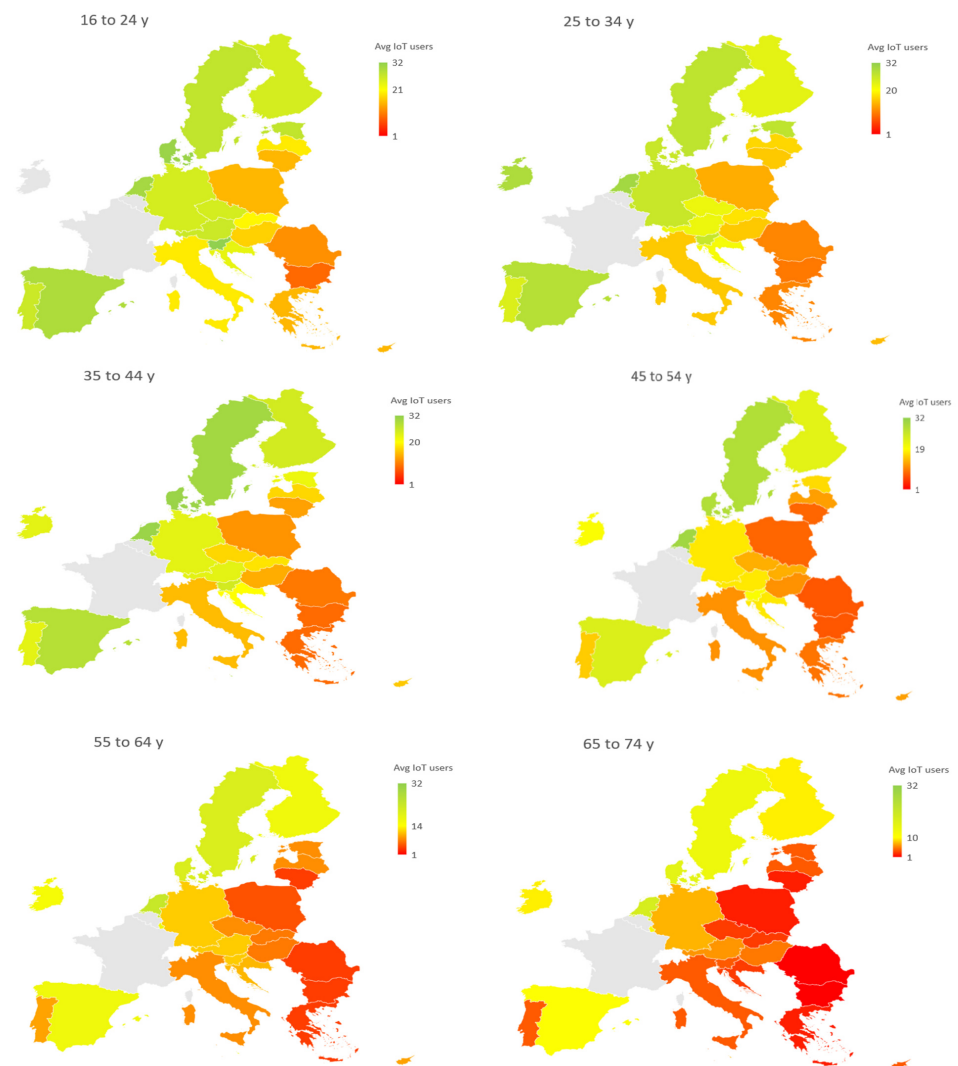 16 to 24 y
Avg IoT users
32
21
1
25 to 34 y
Avg IoT users
32
20
1
35 to 44 y
Avg IoT users
32
20
1
45 to 54 y
Avg IoT users
32
19
1
55 to 64 y
Avg IoT users
32
14
1
65 to 74 y
Avg IoT users
32
10
1